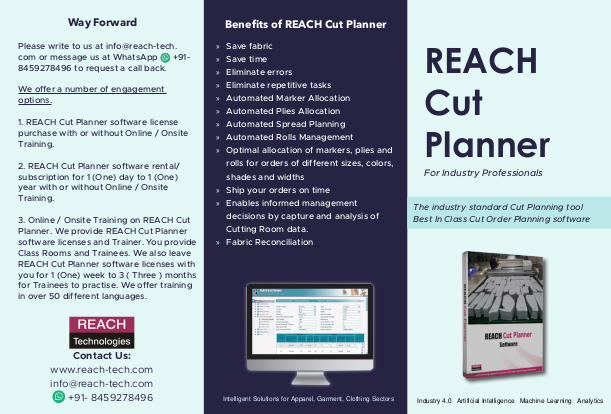 Way Forward
Please write to us at info@reach-tech.
com or message us at WhatsApp +91-
8459278496 to request a call back.
We offer a number of engagement
options.
1. REACH Cut Planner software license
purchase with or without Online / Onsite
Training.
2. REACH Cut Planner software rental/
subscription for 1 (One) day to 1 (One)
year with or without Online / Onsite
Training.
3. Online / Onsite Training on REACH Cut
Planner. We provide REACH Cut Planner
software licenses and Trainer. You provide
Class Rooms and Trainees. We also leave
REACH Cut Planner software licenses with
you for 1 (One) week to 3 ( Three ) months
for Trainees to practise. We offer training
in over 50 different languages.
REACH
Technologies
Contact Us:
www.reach-tech.com
info@reach-tech.com
+91- 8459278496
Benefits of REACH Cut Planner
» Save fabric
» Save time
» Eliminate errors
» Eliminate repetitive tasks
» Automated Marker Allocation
» Automated Plies Allocation
» Automated Spread Planning
» Automated Rolls Management
» Optimal allocation of markers, plies and
rolls for orders of different sizes, colors,
shades and widths
» Ship your orders on time
» Enables informed management
decisions by capture and analysis of
Cutting Room data.
» Fabric Reconciliation
Intelligent Solutions for Apparel, Garment, Clothing Sectors
REACH
Cut
Planner
For Industry Professionals
The industry standard Cut Planning tool
Best In Class Cut Order Planning software
REACH Cut Planner
Software
Industry 4.0 Artificial Intelligence Machine Learning Analytics